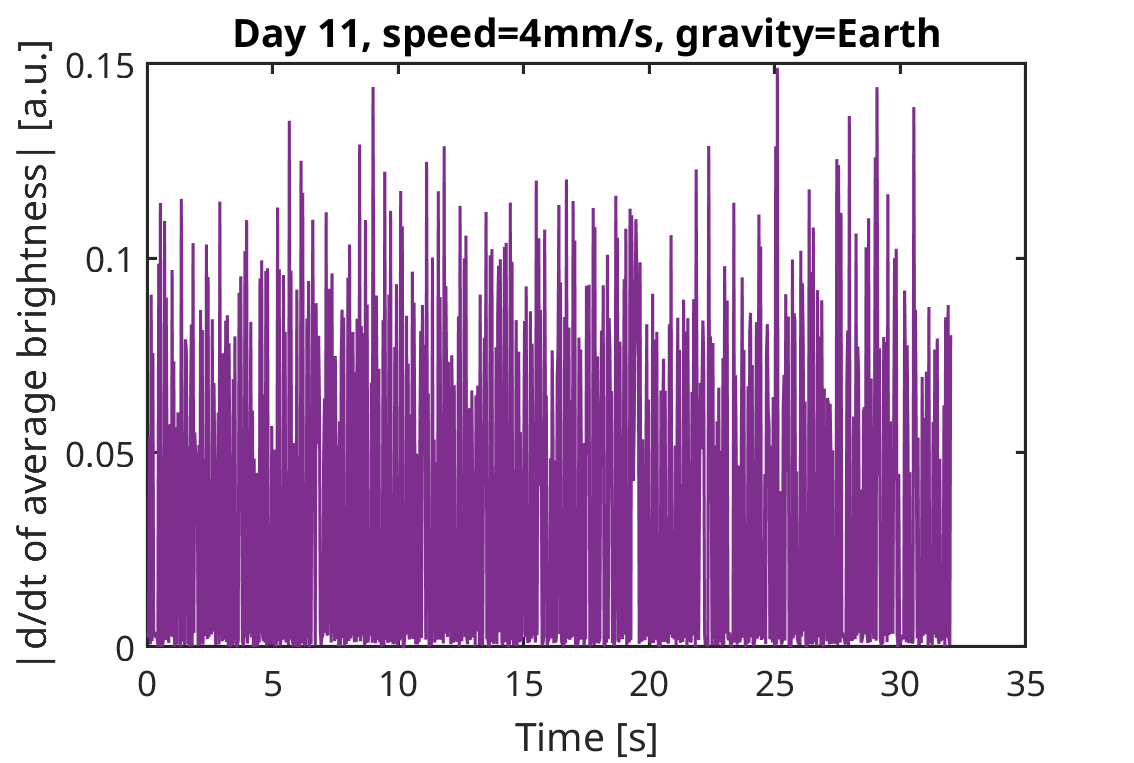 Day 11, speed=4mm/s, gravity=Earth
|d/dt of average brightness| [a.u.]
0.15
0.1
0.05
0
0 5 10 15 20 25 30 35
Time [s]